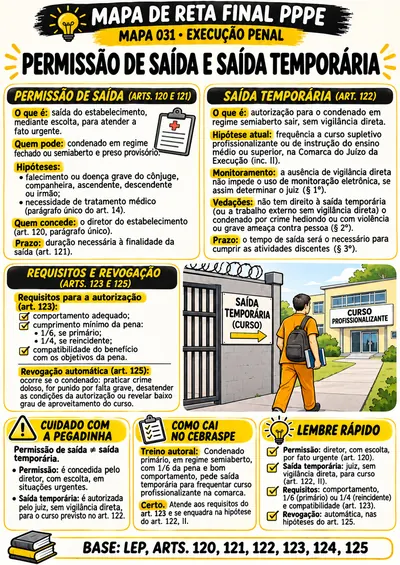 MAPA DE RETA FINAL PPPE
MAPA 031 • EXECUÇÃO PENAL
PERMISSÃO DE SAÍDA E SAÍDA TEMPORÁRIA
PERMISSÃO DE SAÍDA (ARTS. 120 E 121)
O que é: saída do estabelecimento,
mediante escolta, para atender a
fato urgente.
Quem pode: condenado em regime
fechado ou semiaberto e preso provisório.
Hipóteses:
• falecimento ou doença grave do cônjuge,
companheira, ascendente, descendente
ou irmão;
• necessidade de tratamento médico
(parágrafo único do art. 14).
Quem concede: o diretor do estabelecimento
(art. 120, parágrafo único).
Prazo: duração necessária à finalidade da
saída (art. 121).
SAÍDA TEMPORÁRIA (ART. 122)
O que é: autorização para o condenado em
regime semiaberto sair, sem vigilância direta.
Hipótese atual: frequência a curso supletivo
profissionalizante ou de instrução do ensino
médio ou superior, na Comarca do Juízo da
Execução (inc. II).
Monitoramento: a ausência de vigilância direta
não impede o uso de monitoração eletrônica, se
assim determinar o juiz (§ 1º).
Vedações: não tem direito à saída temporária
(ou a trabalho externo sem vigilância direta) o
condenado por crime hediondo ou com violência
ou grave ameaça contra pessoa (§ 2º).
Prazo: o tempo de saída será o necessário para
cumprir as atividades discentes (§ 3º).
REQUISITOS E REVOGAÇÃO
(ARTS. 123 E 125)
Requisitos para a autorização
(art. 123):
comportamento adequado;
cumprimento mínimo da pena:
• 1/6, se primário;
• 1/4, se reincidente;
compatibilidade do benefício
com os objetivos da pena.
Revogação automática (art. 125):
ocorre se o condenado: praticar crime
doloso, for punido por falta grave, desatender
as condições da autorização ou revelar baixo
grau de aproveitamento do curso.
SAÍDA
TEMPORÁRIA
(CURSO)
CURSO
PROFISSIONALIZANTE
CUIDADO COM
A PEGADINHA
Permissão de saída ≠ saída
temporária.
• Permissão: é concedida pelo
diretor, com escolta, em
situações urgentes.
• Saída temporária: é autorizada
pelo juiz, sem vigilância direta,
para o curso previsto no art. 122.
COMO CAI
NO CEBRASPE
Treino autoral: Condenado
primário, em regime semiaberto,
com 1/6 da pena e bom
comportamento, pede saída
temporária para frequentar curso
profissionalizante na comarca.
Certo. Atende aos requisitos do
art. 123 e se enquadra na hipótese
do art. 122, II.
LEMBRE RÁPIDO
Permissão: diretor, com escolta,
por fato urgente (art. 120).
Saída temporária: juiz, sem
vigilância direta, para curso
(art. 122, II).
Requisitos: comportamento,
1/6 (primário) ou 1/4 (reincidente)
e compatibilidade (art. 123).
Revogação: automática, nas
hipóteses do art. 125.
BASE: LEP, ARTS. 120, 121, 122, 123, 124, 125